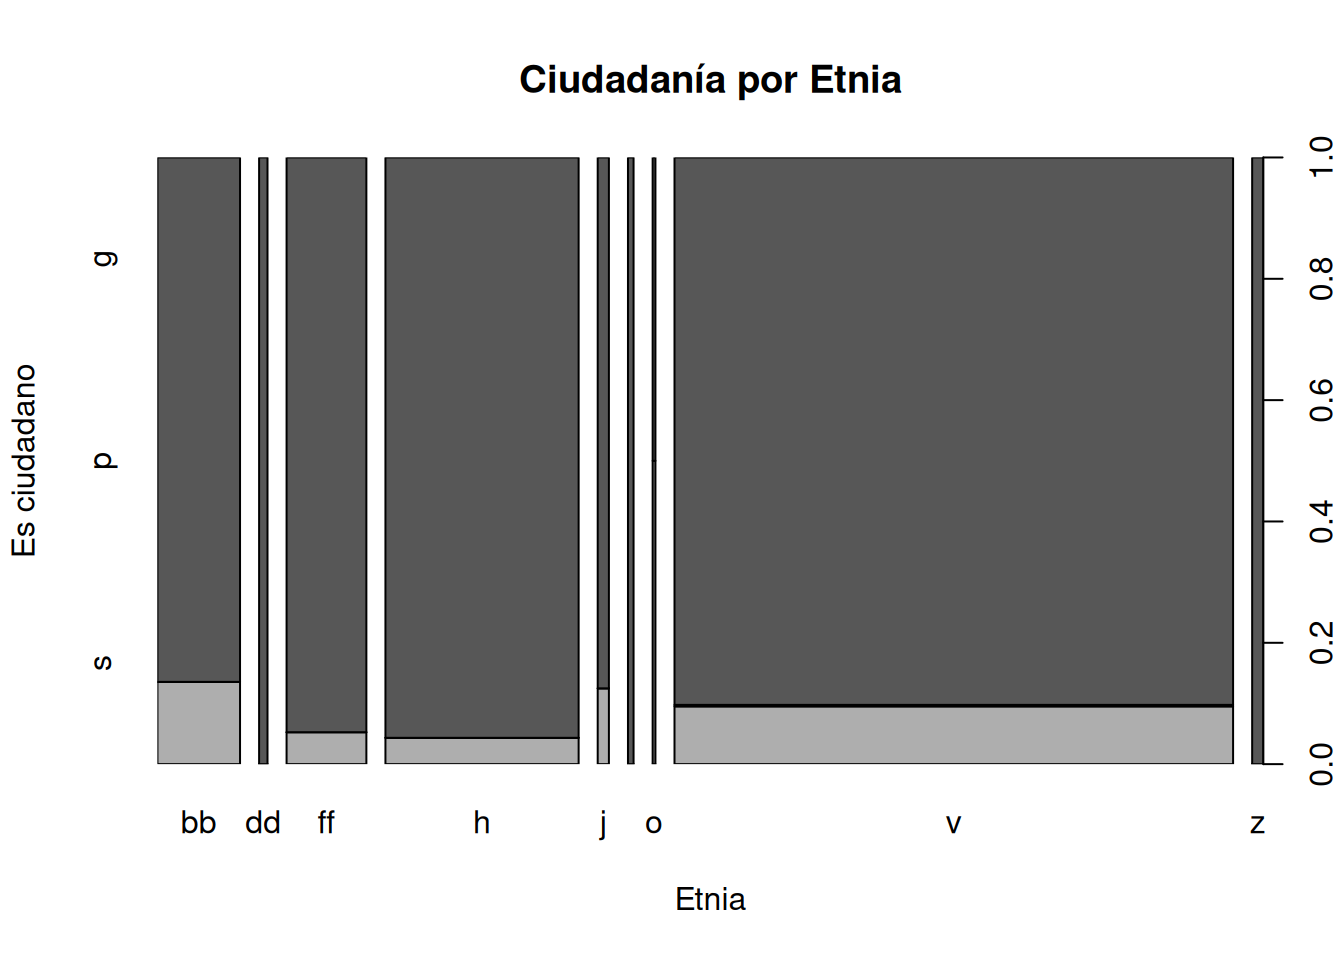 Ciudadanía por Etnia
Es ciudadano
g
p
s
1.0
0.8
0.6
0.4
0.2
0.0
bb dd ff h j o v z
Etnia